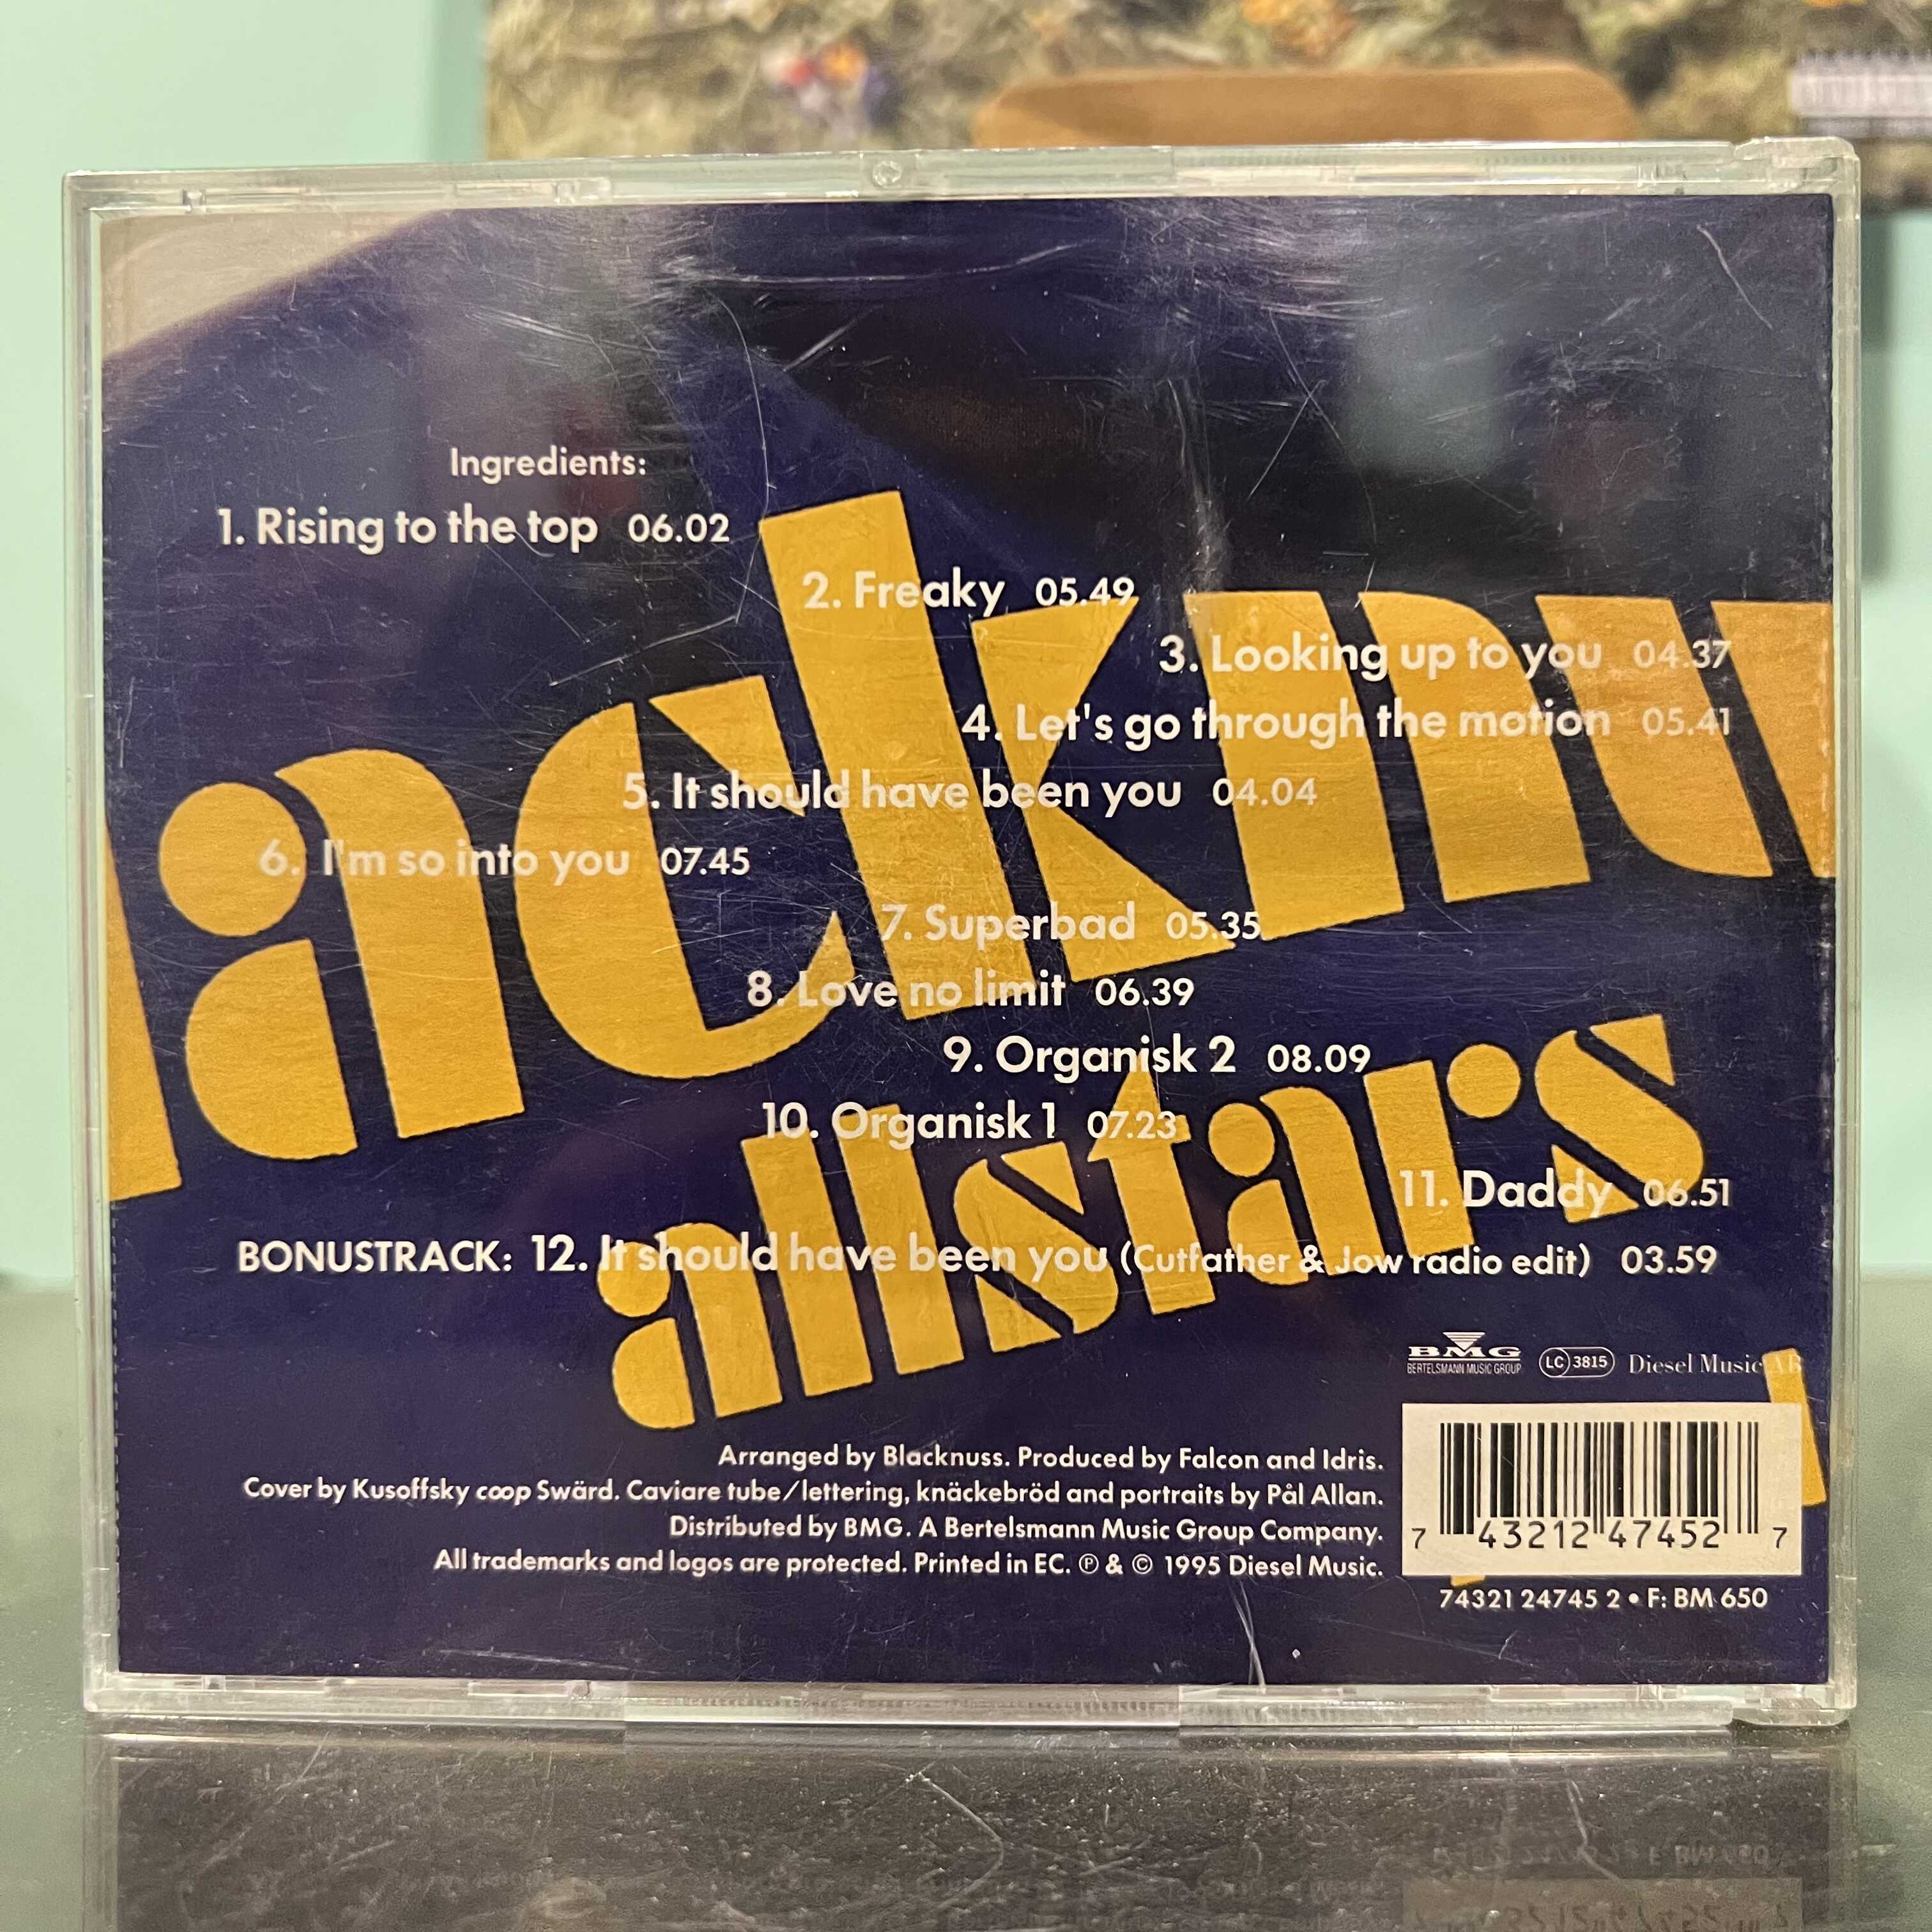 Ingredients:
1. Rising to the top 06.02
2. Freaky 05.49
3. Looking up to you 04.37
4. Let's go through the motion 05.41
5. It should have been you 04.04
6. I'm so into you 07.45
7. Superbad 05.35
8. Love no limit 06.39
9. Organisk 2 08.09
10. Organisk 1 07.23
11. Daddy 06.51
BONUSTRACK: 12. It should have been you (Cutfather & Jow radio edit) 03.59
acknu
allstars
BMG
BERTELSMANN MUSIC GROUP
LC 3815
Diesel Music AB
Arranged by Blacknuss. Produced by Falcon and Idris.
Cover by Kusoffsky coop Swärd. Caviare tube/lettering, knäckebröd and portraits by Pål Allan.
Distributed by BMG. A Bertelsmann Music Group Company.
All trademarks and logos are protected. Printed in EC. ℗ & © 1995 Diesel Music.
7 43212 47452 7
74321 24745 2 • F: BM 650